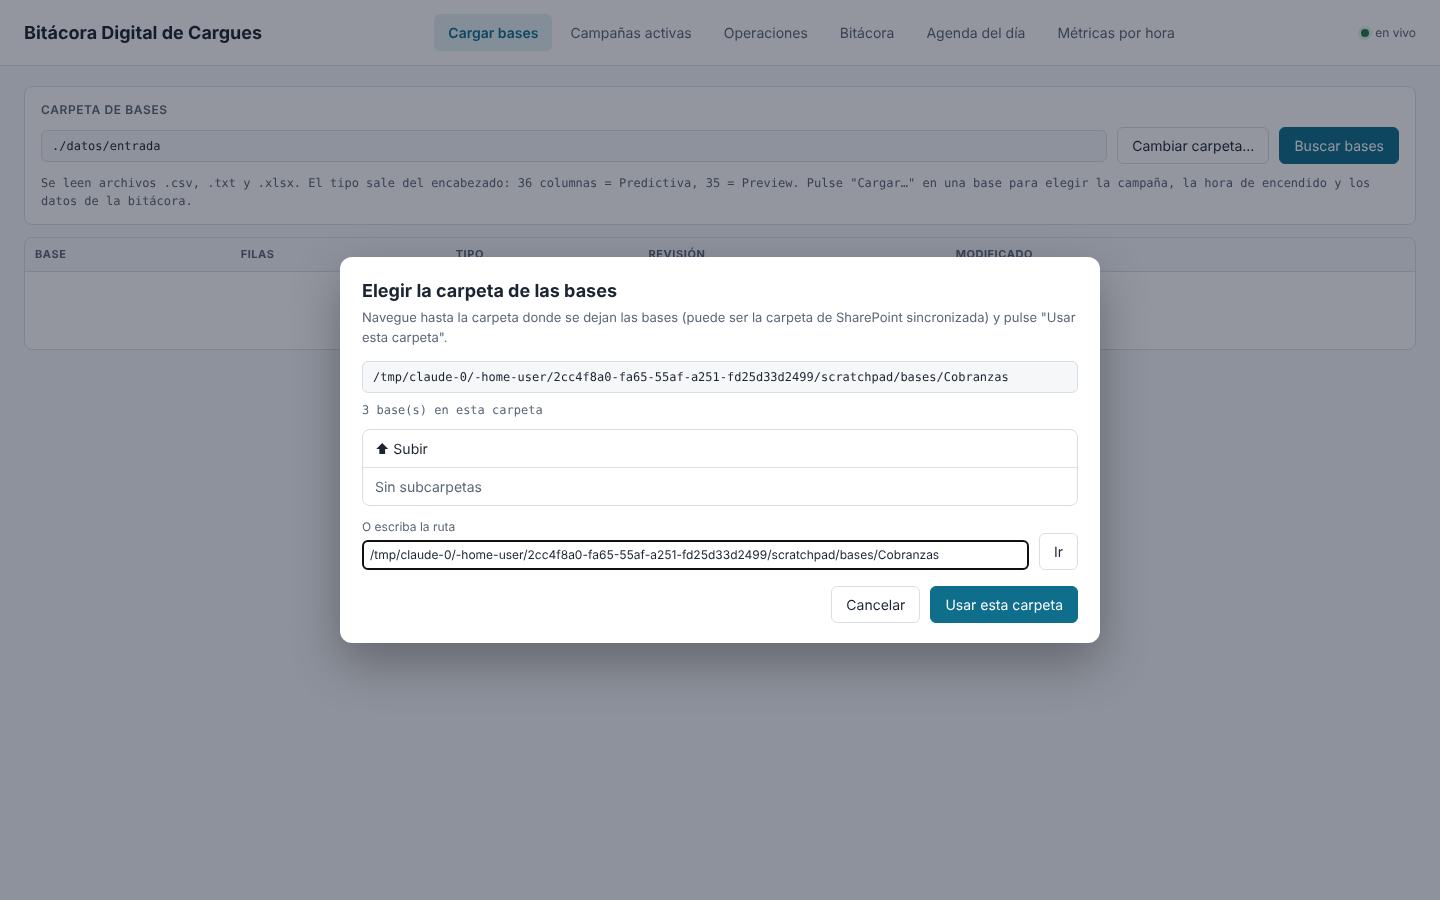 Bitácora Digital de Cargues
Cargar bases
Campañas activas
Operaciones
Bitácora
Agenda del día
Métricas por hora
en vivo
CARPETA DE BASES
./datos/entrada
Cambiar carpeta...
Buscar bases
Se leen archivos .csv, .txt y .xlsx. El tipo sale del encabezado: 36 columnas = Predictiva, 35 = Preview. Pulse "Cargar…" en una base para elegir la campaña, la hora de encendido y los
datos de la bitácora.
BASE
FILAS
TIPO
REVISIÓN
MODIFICADO
Elegir la carpeta de las bases
Navegue hasta la carpeta donde se dejan las bases (puede ser la carpeta de SharePoint sincronizada) y pulse "Usar
esta carpeta".
/tmp/claude-0/-home-user/2cc4f8a0-fa65-55af-a251-fd25d33d2499/scratchpad/bases/Cobranzas
3 base(s) en esta carpeta
⬆ Subir
Sin subcarpetas
O escriba la ruta
/tmp/claude-0/-home-user/2cc4f8a0-fa65-55af-a251-fd25d33d2499/scratchpad/bases/Cobranzas
Ir
Cancelar
Usar esta carpeta